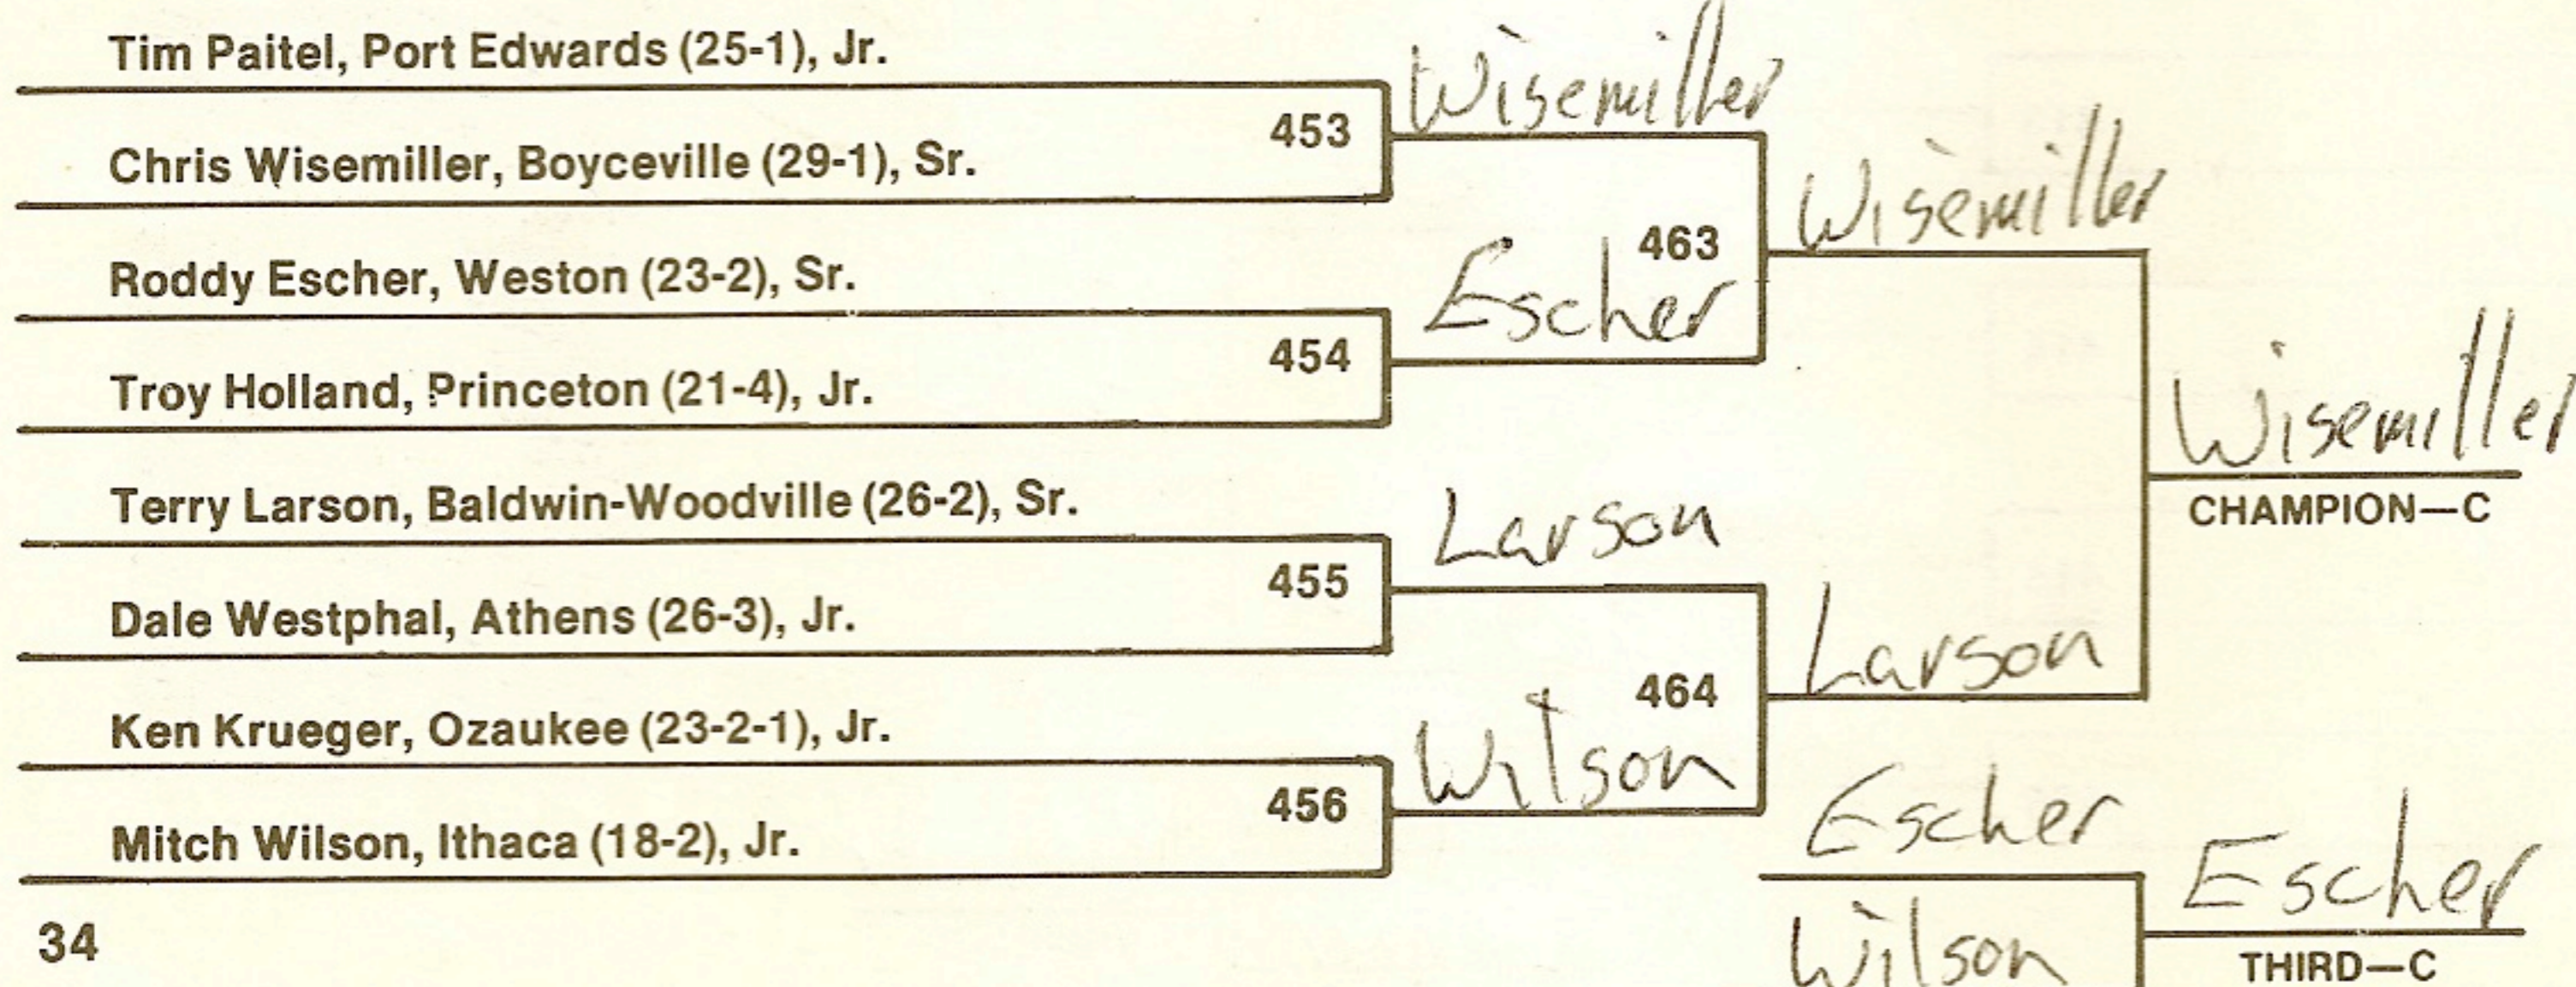 Tim Paitel, Port Edwards (25-1), Jr.
453
Wisemiller
Chris Wisemiller, Boyceville (29-1), Sr.
463
Wisemiller
Roddy Escher, Weston (23-2), Sr.
454
Escher
Troy Holland, Princeton (21-4), Jr.
Wisemiller
CHAMPION—C
Terry Larson, Baldwin-Woodville (26-2), Sr.
455
Larson
Dale Westphal, Athens (26-3), Jr.
464
Larson
Ken Krueger, Ozaukee (23-2-1), Jr.
456
Wilson
Mitch Wilson, Ithaca (18-2), Jr.
Escher
Escher
Wilson
THIRD—C
34